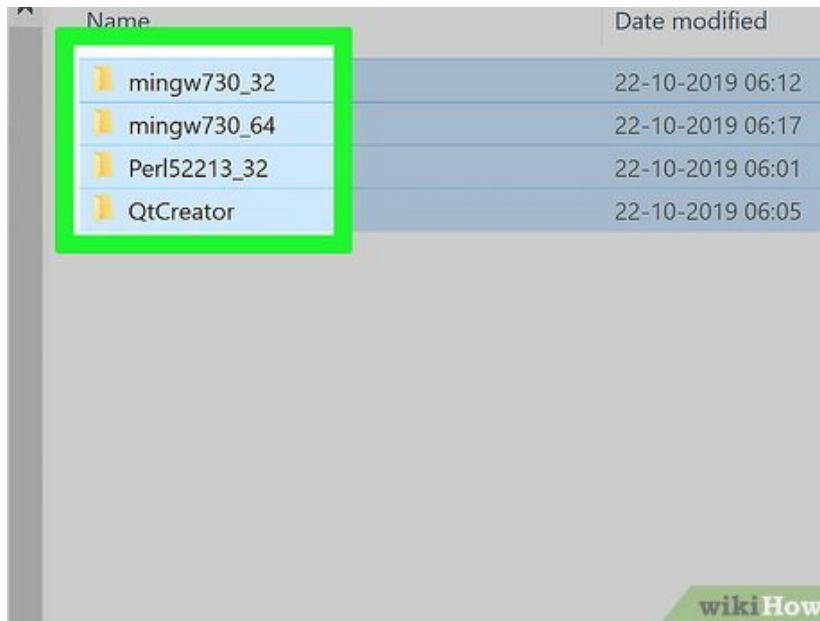 Name Date modified
mingw730_32 22-10-2019 06:12
mingw730_64 22-10-2019 06:17
Perl52213_32 22-10-2019 06:01
QtCreator 22-10-2019 06:05
wikiHow